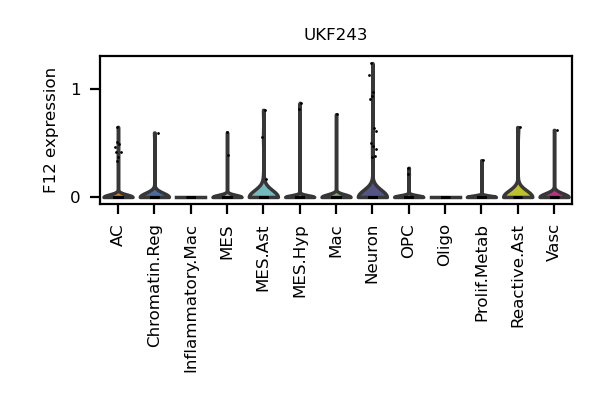 UKF243
F12 expression
1
0
AC
Chromatin.Reg
Inflammatory.Mac
MES
MES.Ast
MES.Hyp
Mac
Neuron
OPC
Oligo
Prolif.Metab
Reactive.Ast
Vasc